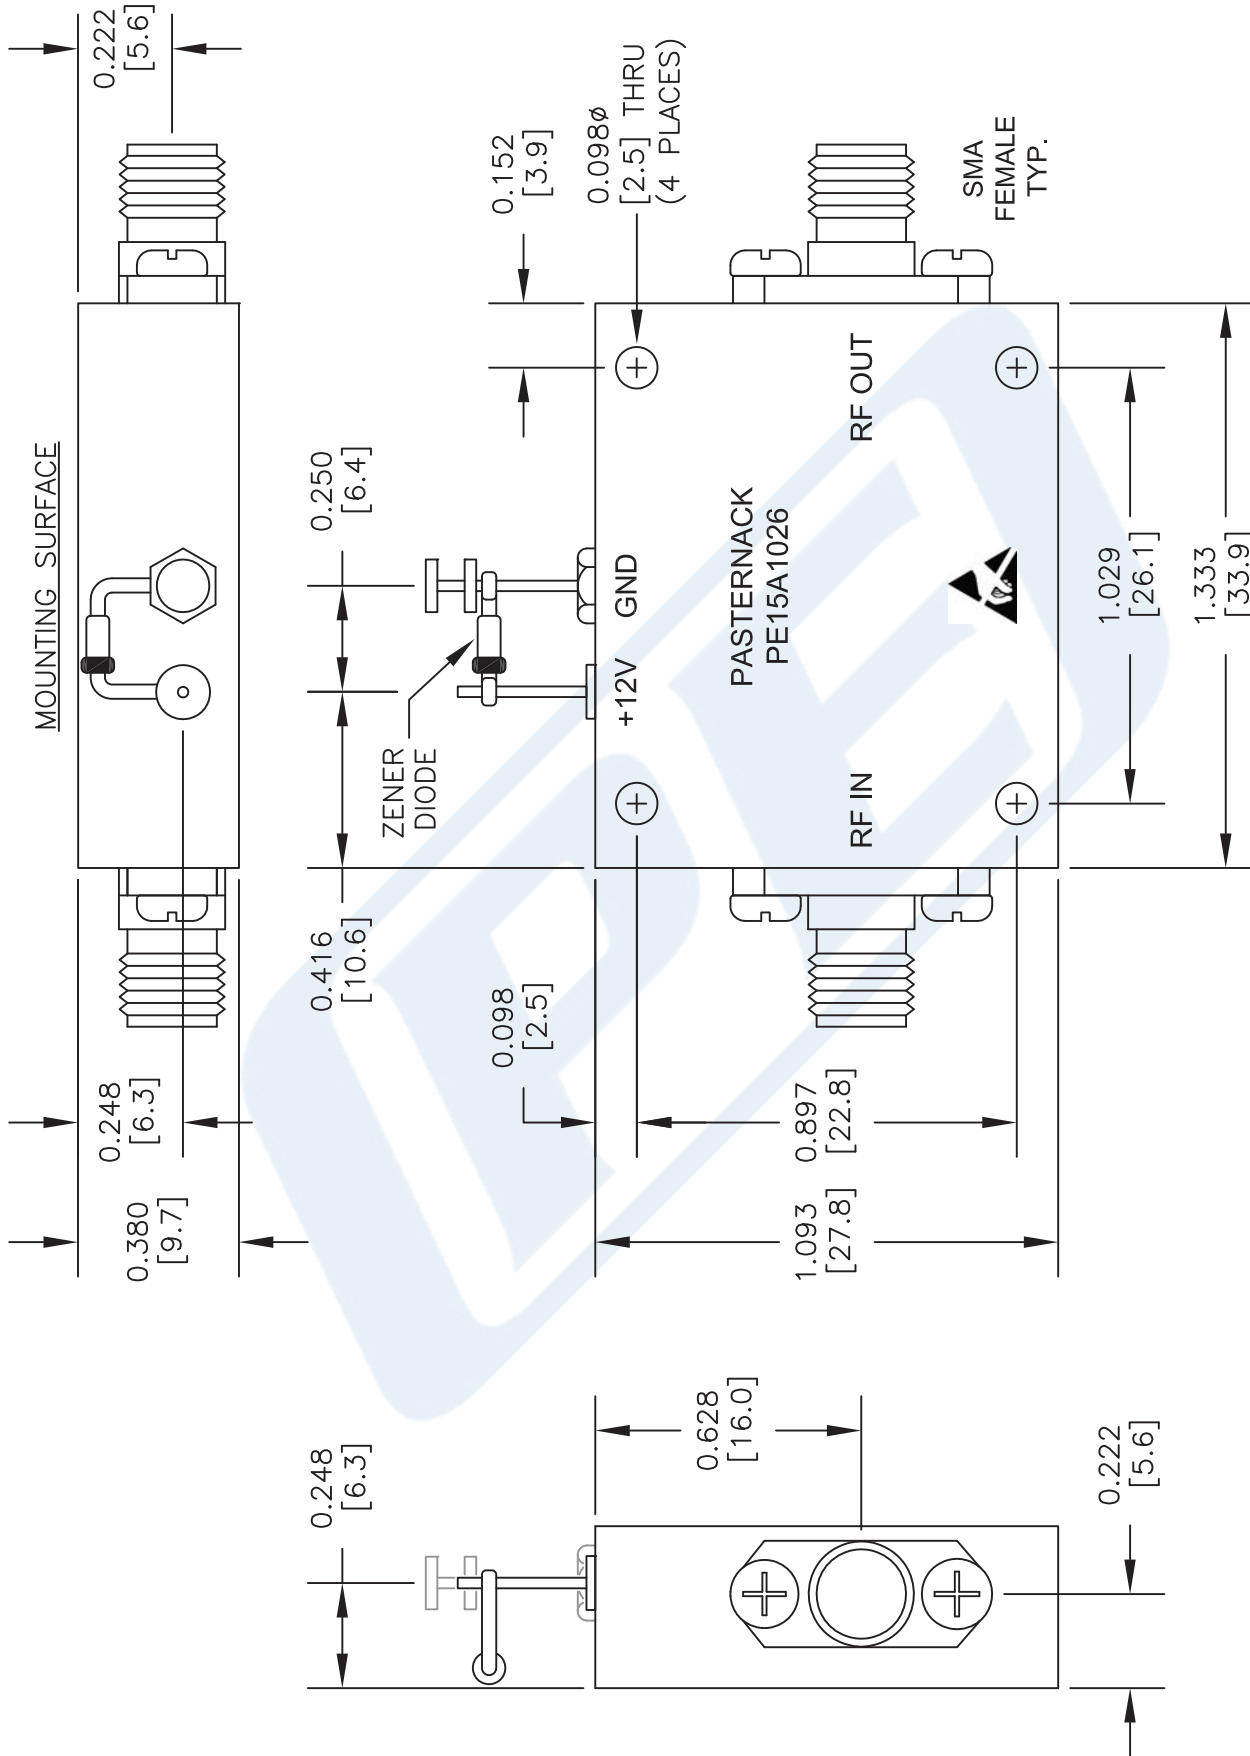 MOUNTING SURFACE
0.222
[5.6]
0.248
[6.3]
0.380
[9.7]
0.250
[6.4]
0.416
[10.6]
ZENER
DIODE
0.152
[3.9]
0.098ø
[2.5] THRU
(4 PLACES)
0.098
[2.5]
+12V GND
PASTERNACK
PE15A1026
RF IN RF OUT
SMA
FEMALE
TYP.
0.897
[22.8]
1.093
[27.8]
1.029
[26.1]
1.333
[33.9]
0.248
[6.3]
0.628
[16.0]
0.222
[5.6]
PE